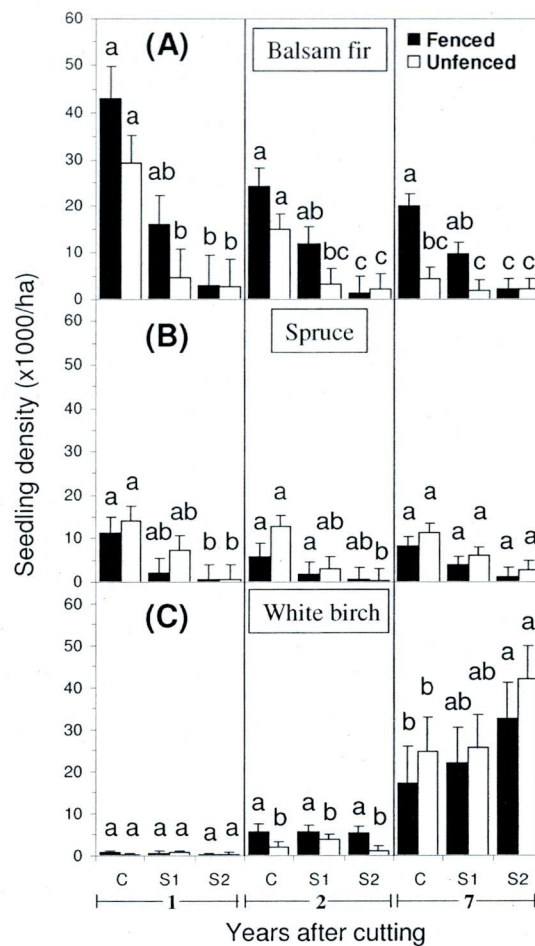 60
(A)
Balsam fir
Fenced
Unfenced
50
40
30
20
10
0
a a ab b b b
a a ab bc c c
a bc ab c c c
Seedling density (x1000/ha)
60
(B)
Spruce
50
40
30
20
10
0
a a ab ab b b
a a a ab ab b
a a a a a a
60
(C)
White birch
50
40
30
20
10
0
a a a a a a
a b a b a b
b b ab ab a a
C S1 S2 C S1 S2 C S1 S2
1 2 7
Years after cutting